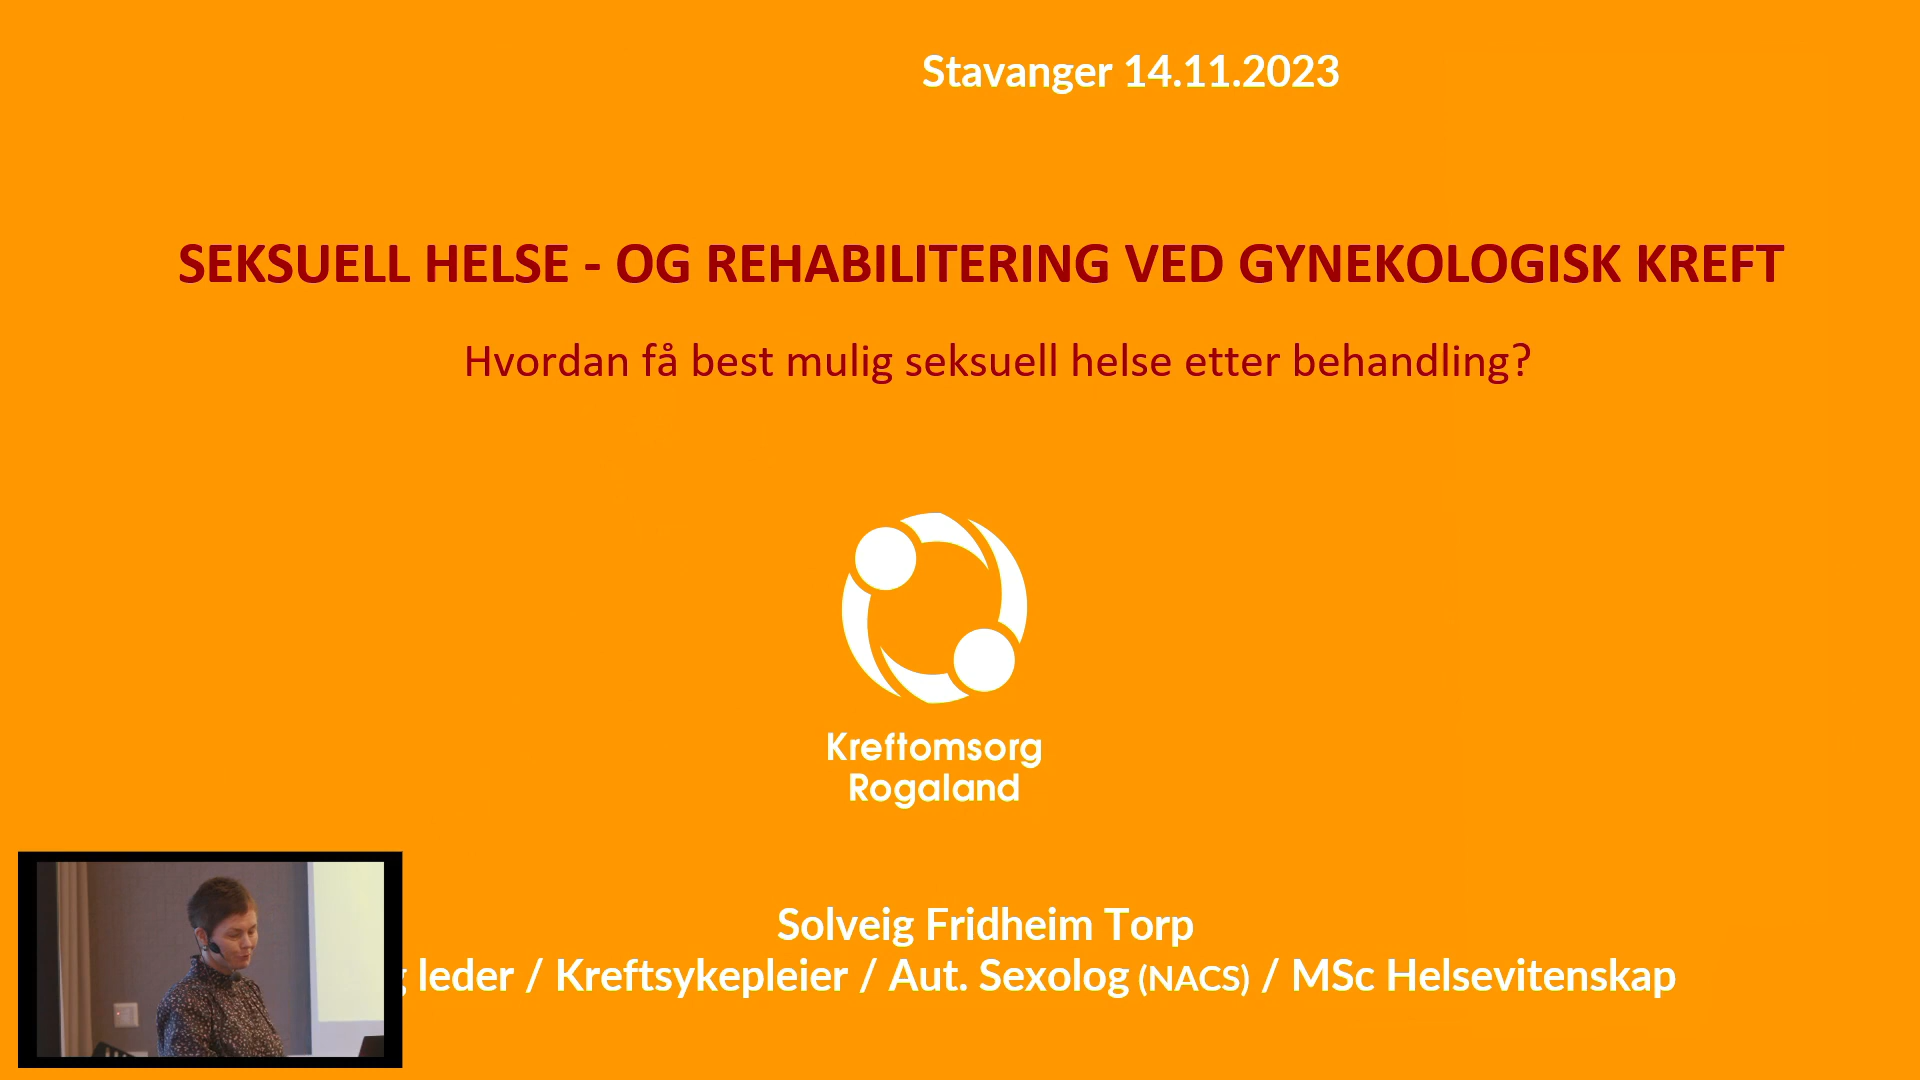 Stavanger 14.11.2023
SEKSUELL HELSE - OG REHABILITERING VED GYNEKOLOGISK KREFT
Hvordan få best mulig seksuell helse etter behandling?
Kreftomsorg
Rogaland
Solveig Fridheim Torp
leder / Kreftsykepleier / Aut. Sexolog (NACS) / MSc Helsevitenskap